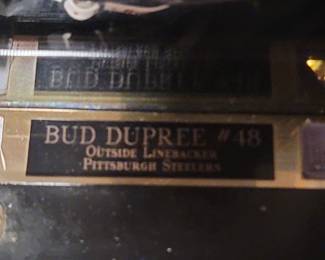 BUD DUPREE #48
OUTSIDE LINEBACKER
PITTSBURGH STEELERS